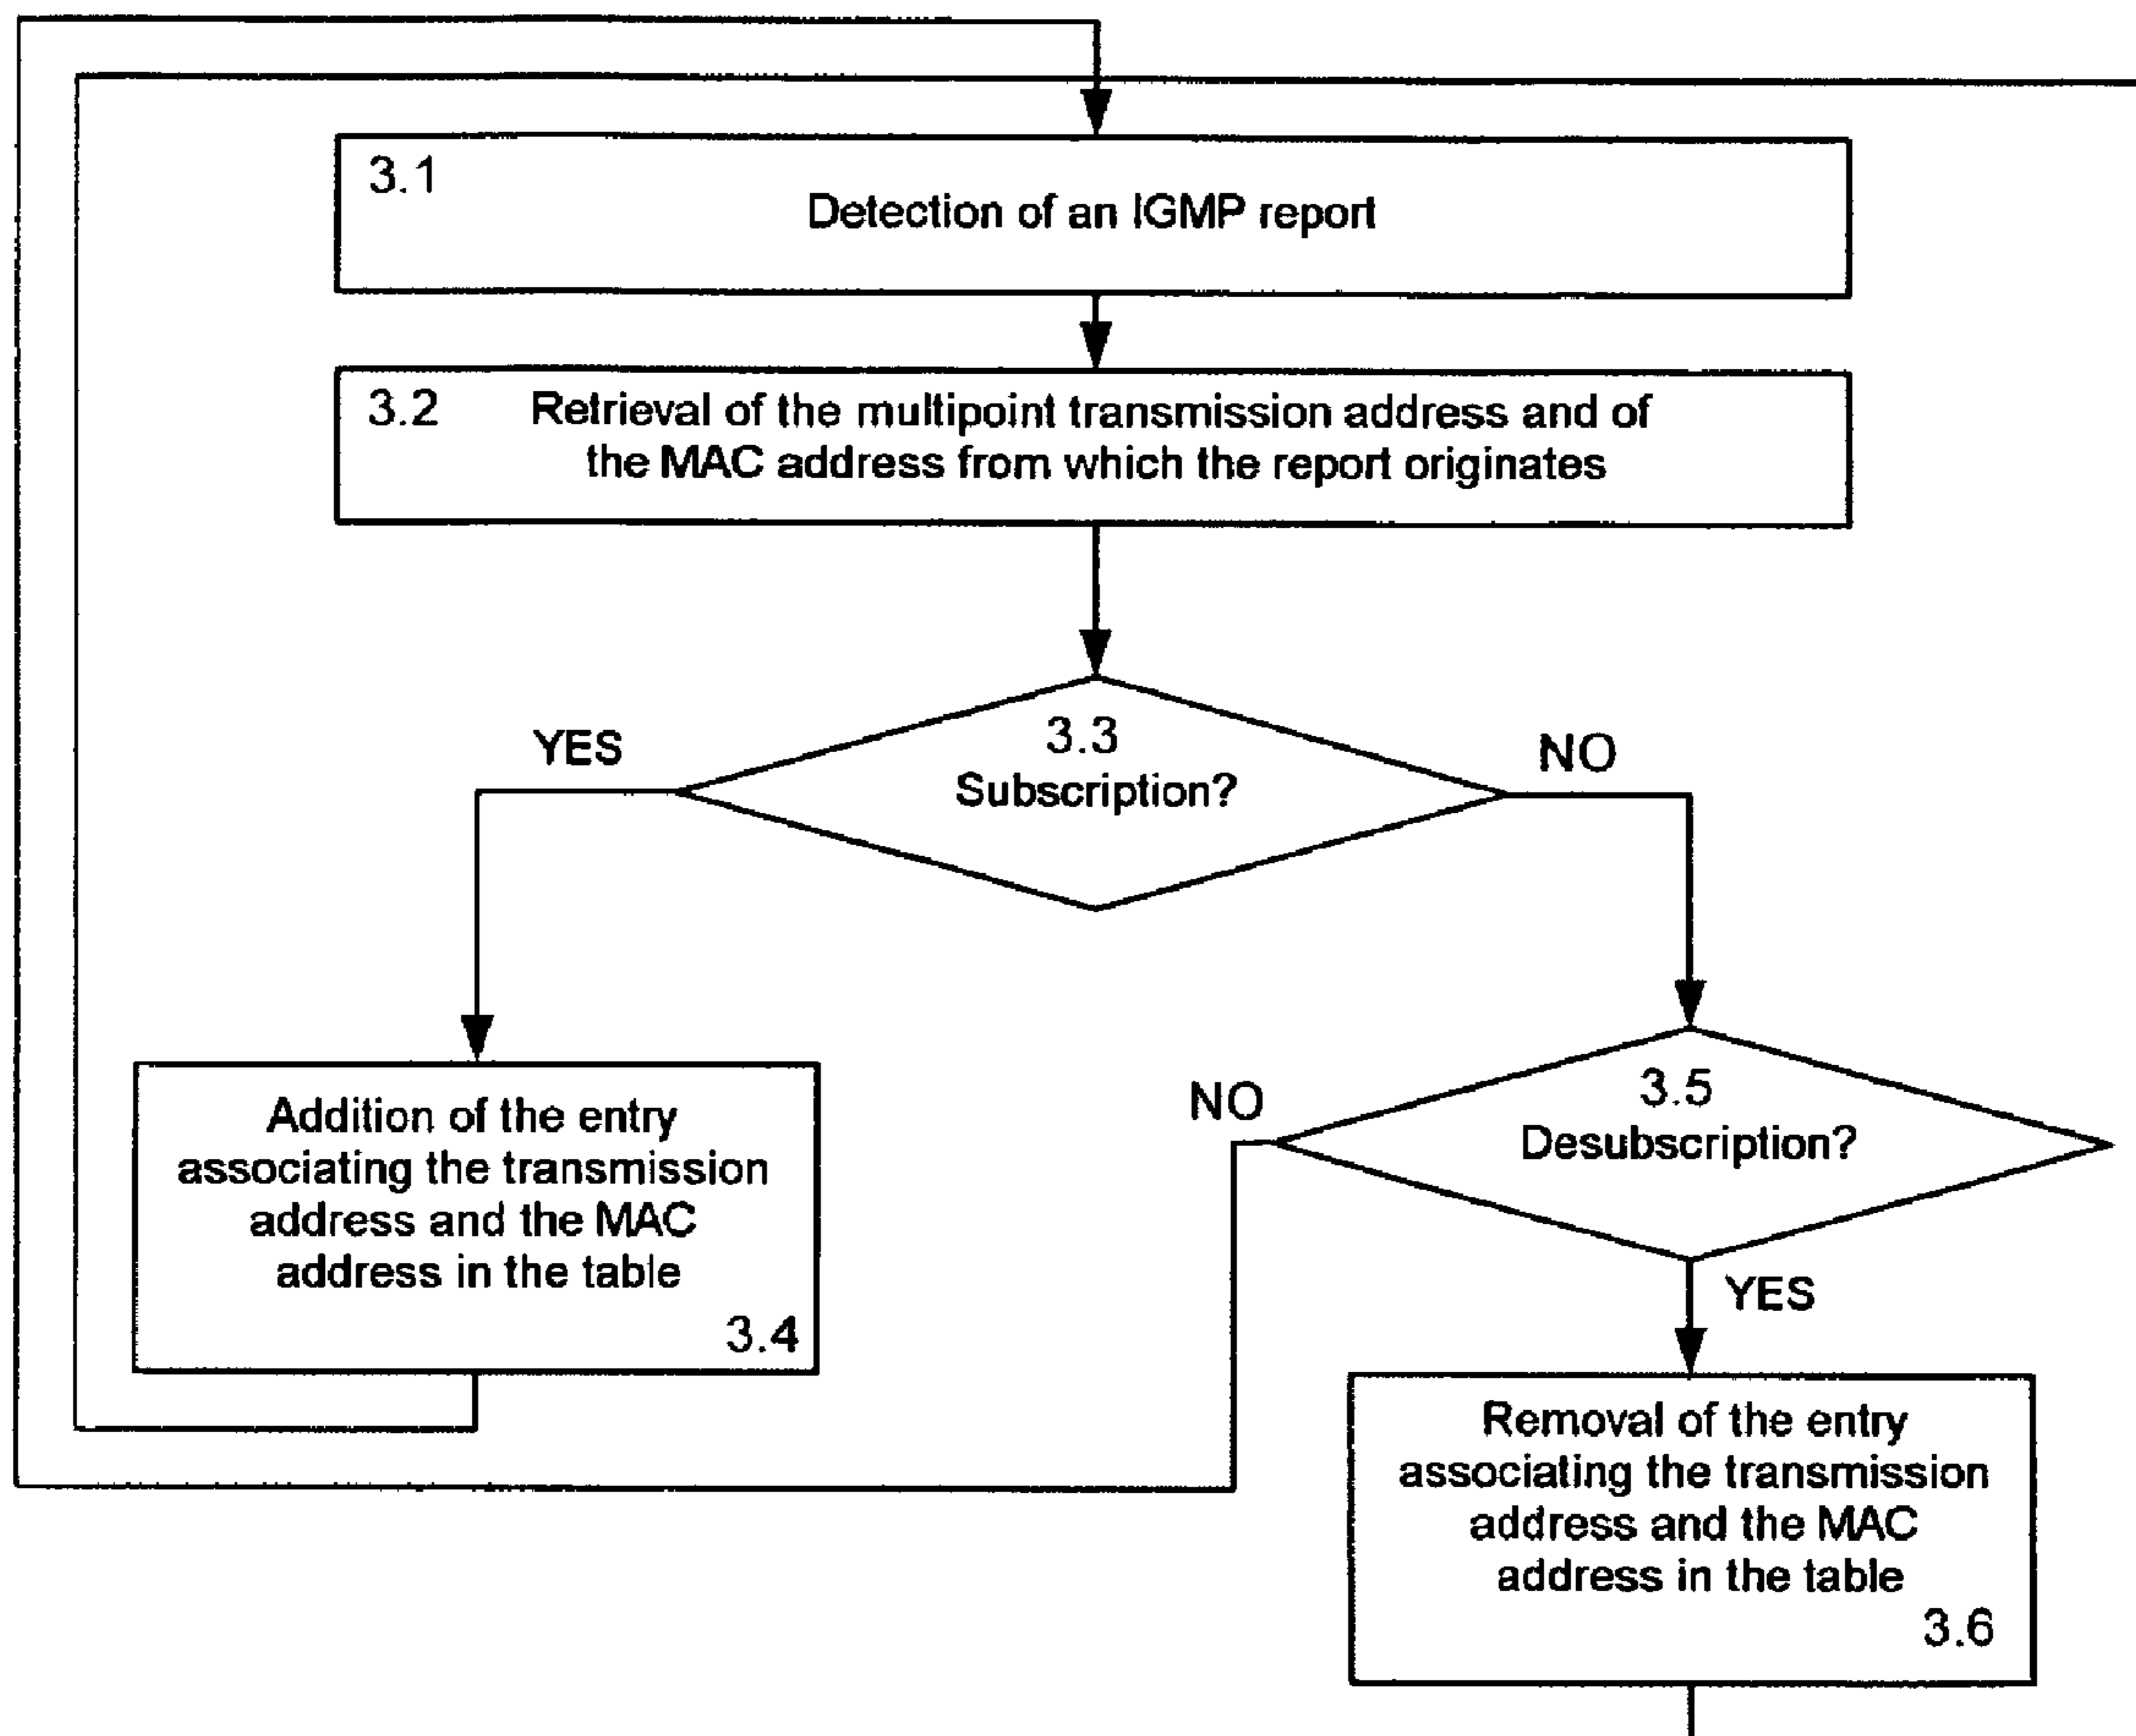 3.1
Detection of an IGMP report
3.2
Retrieval of the multipoint transmission address and of
the MAC address from which the report originates
3.3
Subscription?
YES
NO
3.5
Desubscription?
NO
YES
Addition of the entry
associating the transmission
address and the MAC
address in the table
3.4
Removal of the entry
associating the transmission
address and the MAC
address in the table
3.6